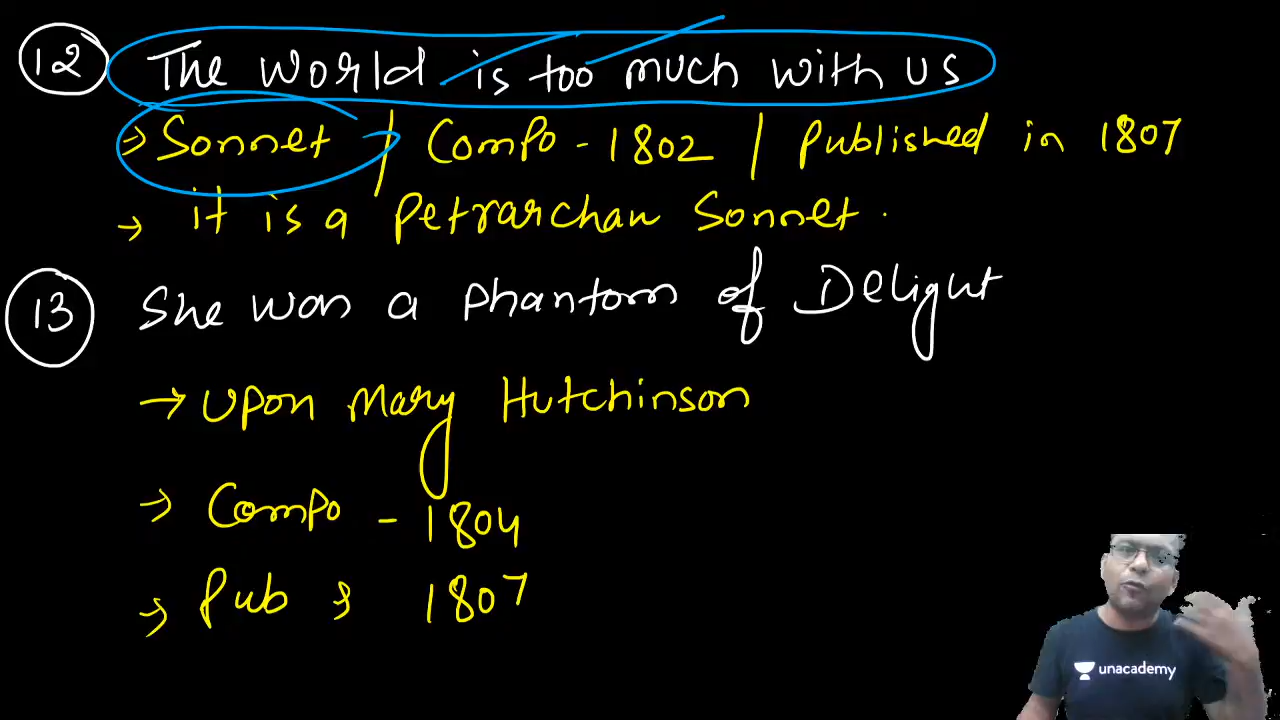 12 The world is too much with us
→ Sonnet | Compo - 1802 | Published in 1807
→ it is a Petrarchan Sonnet.
13 She was a phantom of Delight
→ Upon Mary Hutchinson
→ Compo - 1804
→ Pub → 1807
unacademy